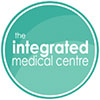 the
integrated
medical centre